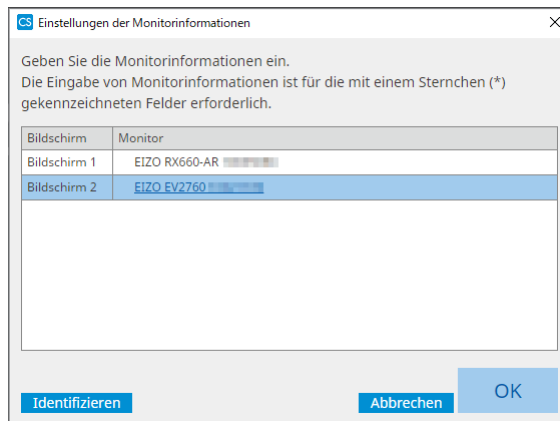 CS Einstellungen der Monitorinformationen
Geben Sie die Monitorinformationen ein.
Die Eingabe von Monitorinformationen ist für die mit einem Sternchen (*)
gekennzeichneten Felder erforderlich.
Bildschirm Monitor
Bildschirm 1 EIZO RX660-AR
Bildschirm 2 EIZO EV2760
Identifizieren Abbrechen OK